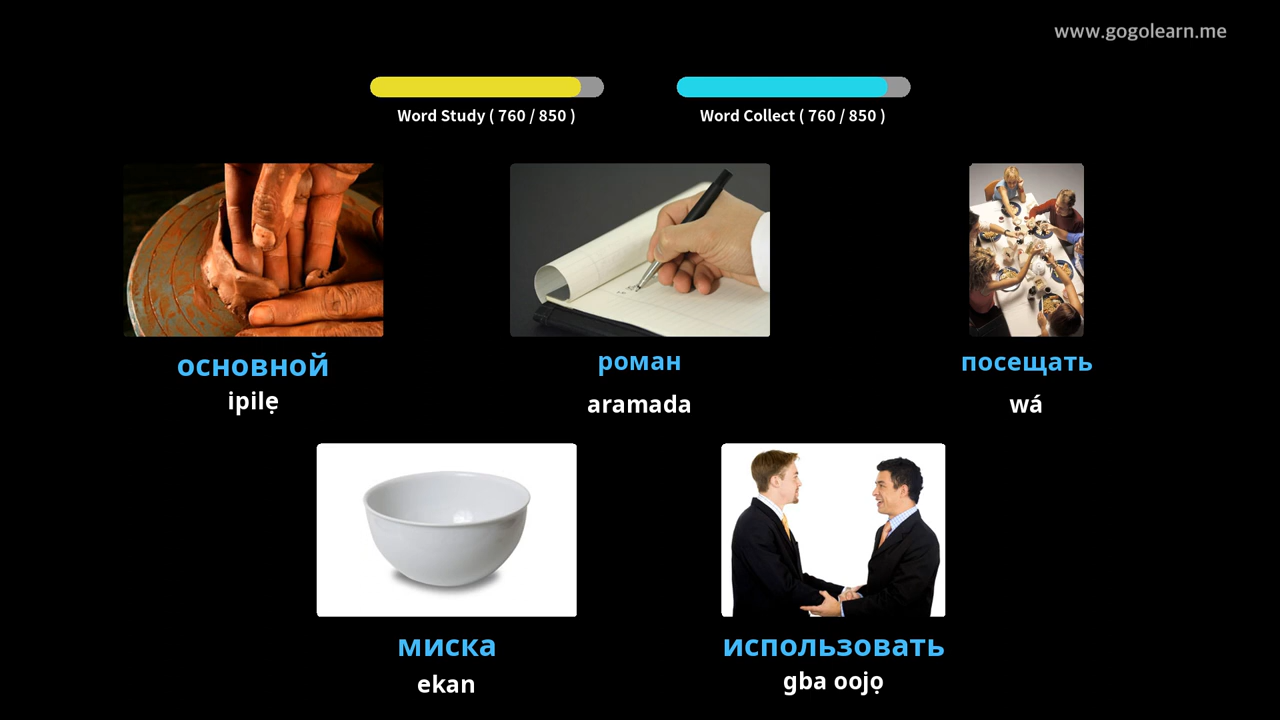 www.gogolearn.me
Word Study ( 760 / 850 )
Word Collect ( 760 / 850 )
основной
ipilẹ
роман
aramada
посещать
wá
миска
ekan
использовать
gba oojọ